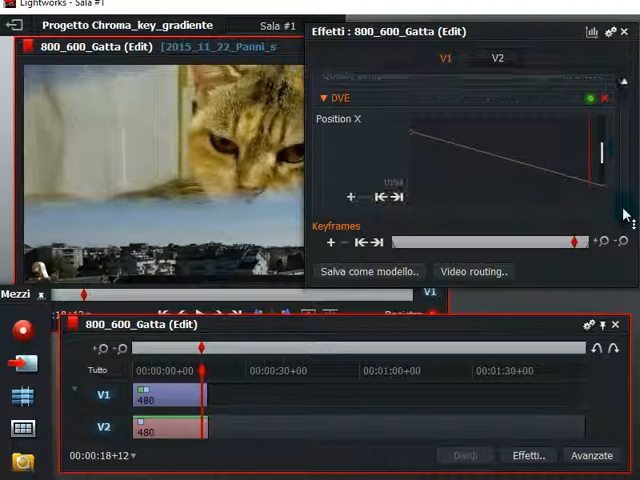 Lightworks - Sala #1
Progetto Chroma_key_gradiente
Sala #1
800_600_Gatta (Edit)
[2015_11_22_Panni_s
Effetti : 800_600_Gatta (Edit)
V1
V2
DVE
Position X
Keyframes
Salva come modello..
Video routing..
V1
Mezzi
800_600_Gatta (Edit)
Tutto
00:00:00+00
00:00:30+00
00:01:00+00
00:01:30+00
V1
480
V2
480
00:00:18+12
Dividi
Effetti..
Avanzate